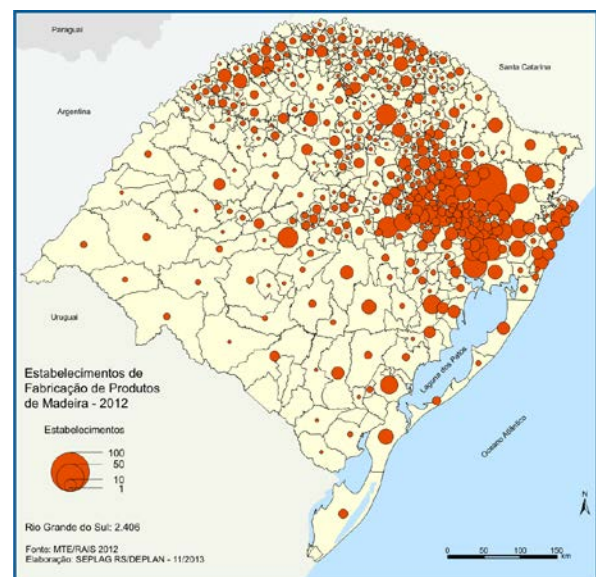 Paraguai
Santa Catarina
Argentina
Uruguai
Laguna dos Patos
Oceano Atlântico
Estabelecimentos de
Fabricação de Produtos
de Madeira - 2012
Estabelecimentos
100
50
10
1
N
Rio Grande do Sul: 2.406
Fonte: MTE/RAIS 2012
Elaboração: SEPLAG RS/DEPLAN - 11/2013
0 50 100 150
km